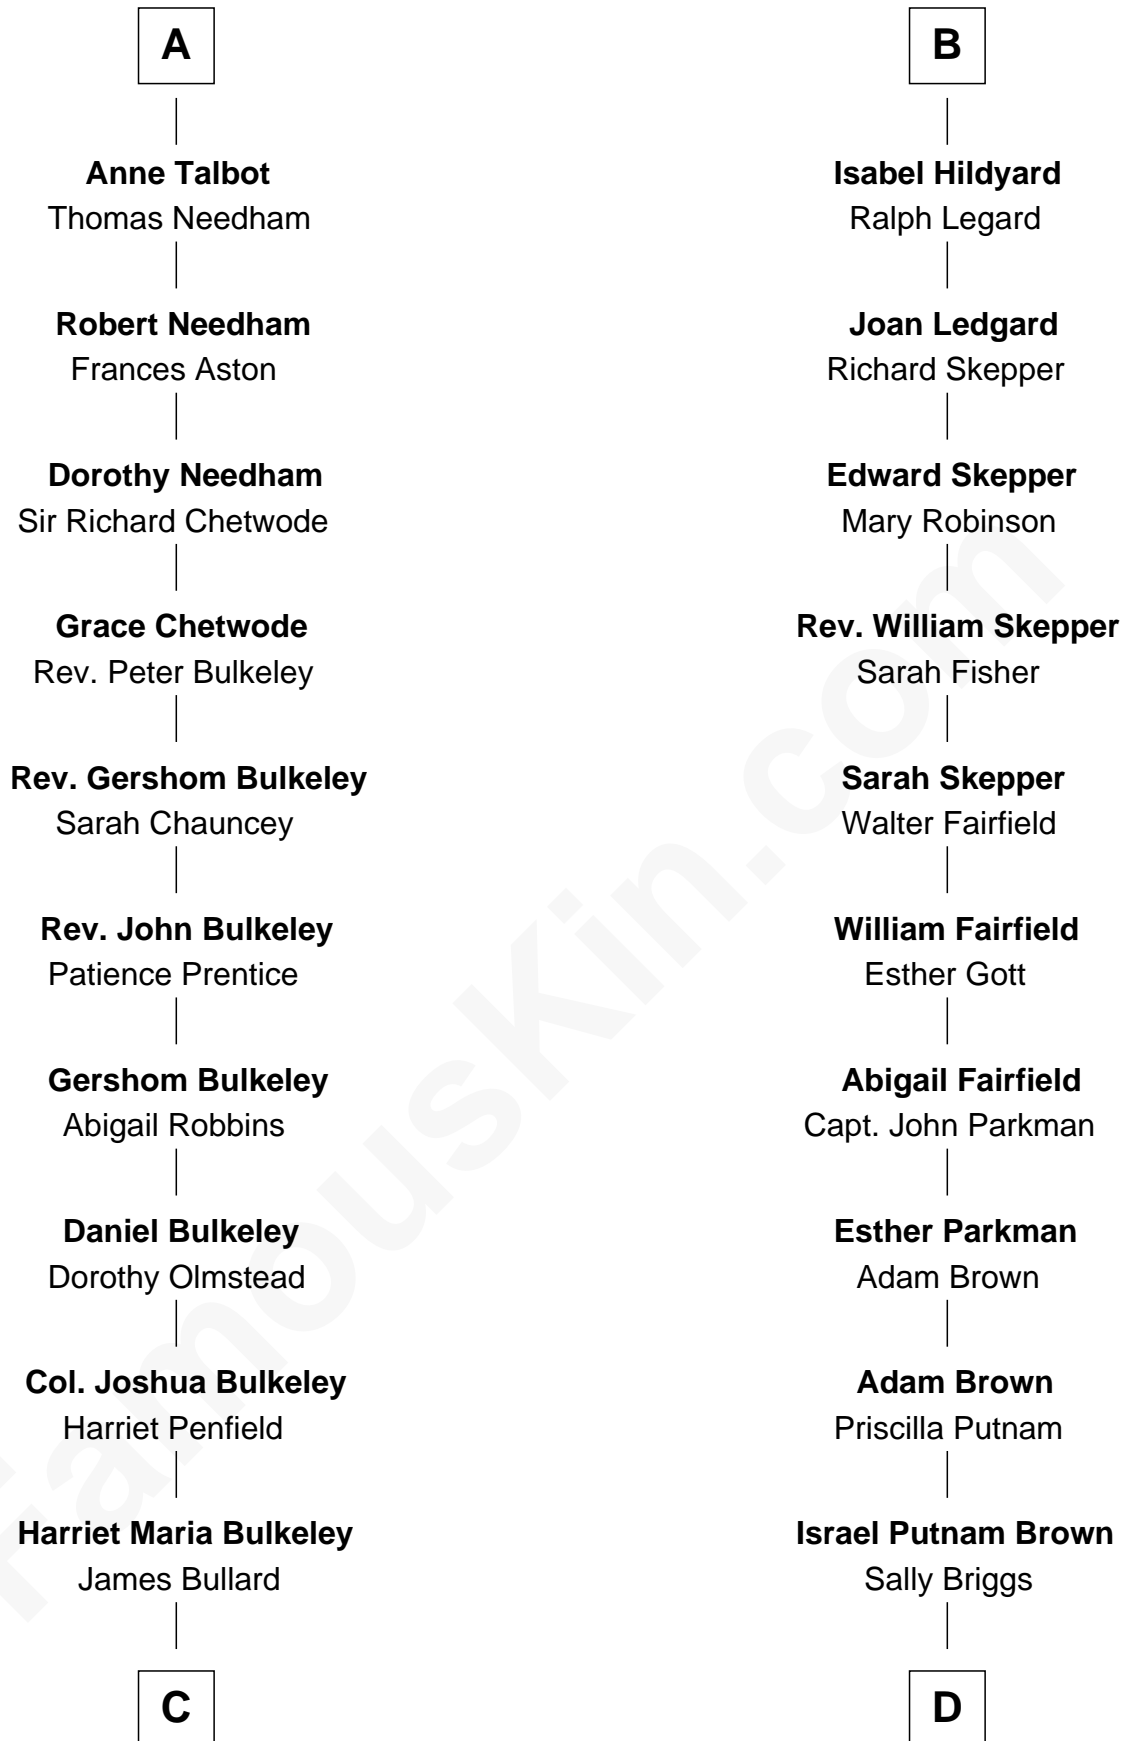 A
Anne Talbot
Thomas Needham
Robert Needham
Frances Aston
Dorothy Needham
Sir Richard Chetwode
Grace Chetwode
Rev. Peter Bulkeley
Rev. Gershom Bulkeley
Sarah Chauncey
Rev. John Bulkeley
Patience Prentice
Gershom Bulkeley
Abigail Robbins
Daniel Bulkeley
Dorothy Olmstead
Col. Joshua Bulkeley
Harriet Penfield
Harriet Maria Bulkeley
James Bullard
C
B
Isabel Hildyard
Ralph Legard
Joan Ledgard
Richard Skepper
Edward Skepper
Mary Robinson
Rev. William Skepper
Sarah Fisher
Sarah Skepper
Walter Fairfield
William Fairfield
Esther Gott
Abigail Fairfield
Capt. John Parkman
Esther Parkman
Adam Brown
Adam Brown
Priscilla Putnam
Israel Putnam Brown
Sally Briggs
D
FamousKin.com